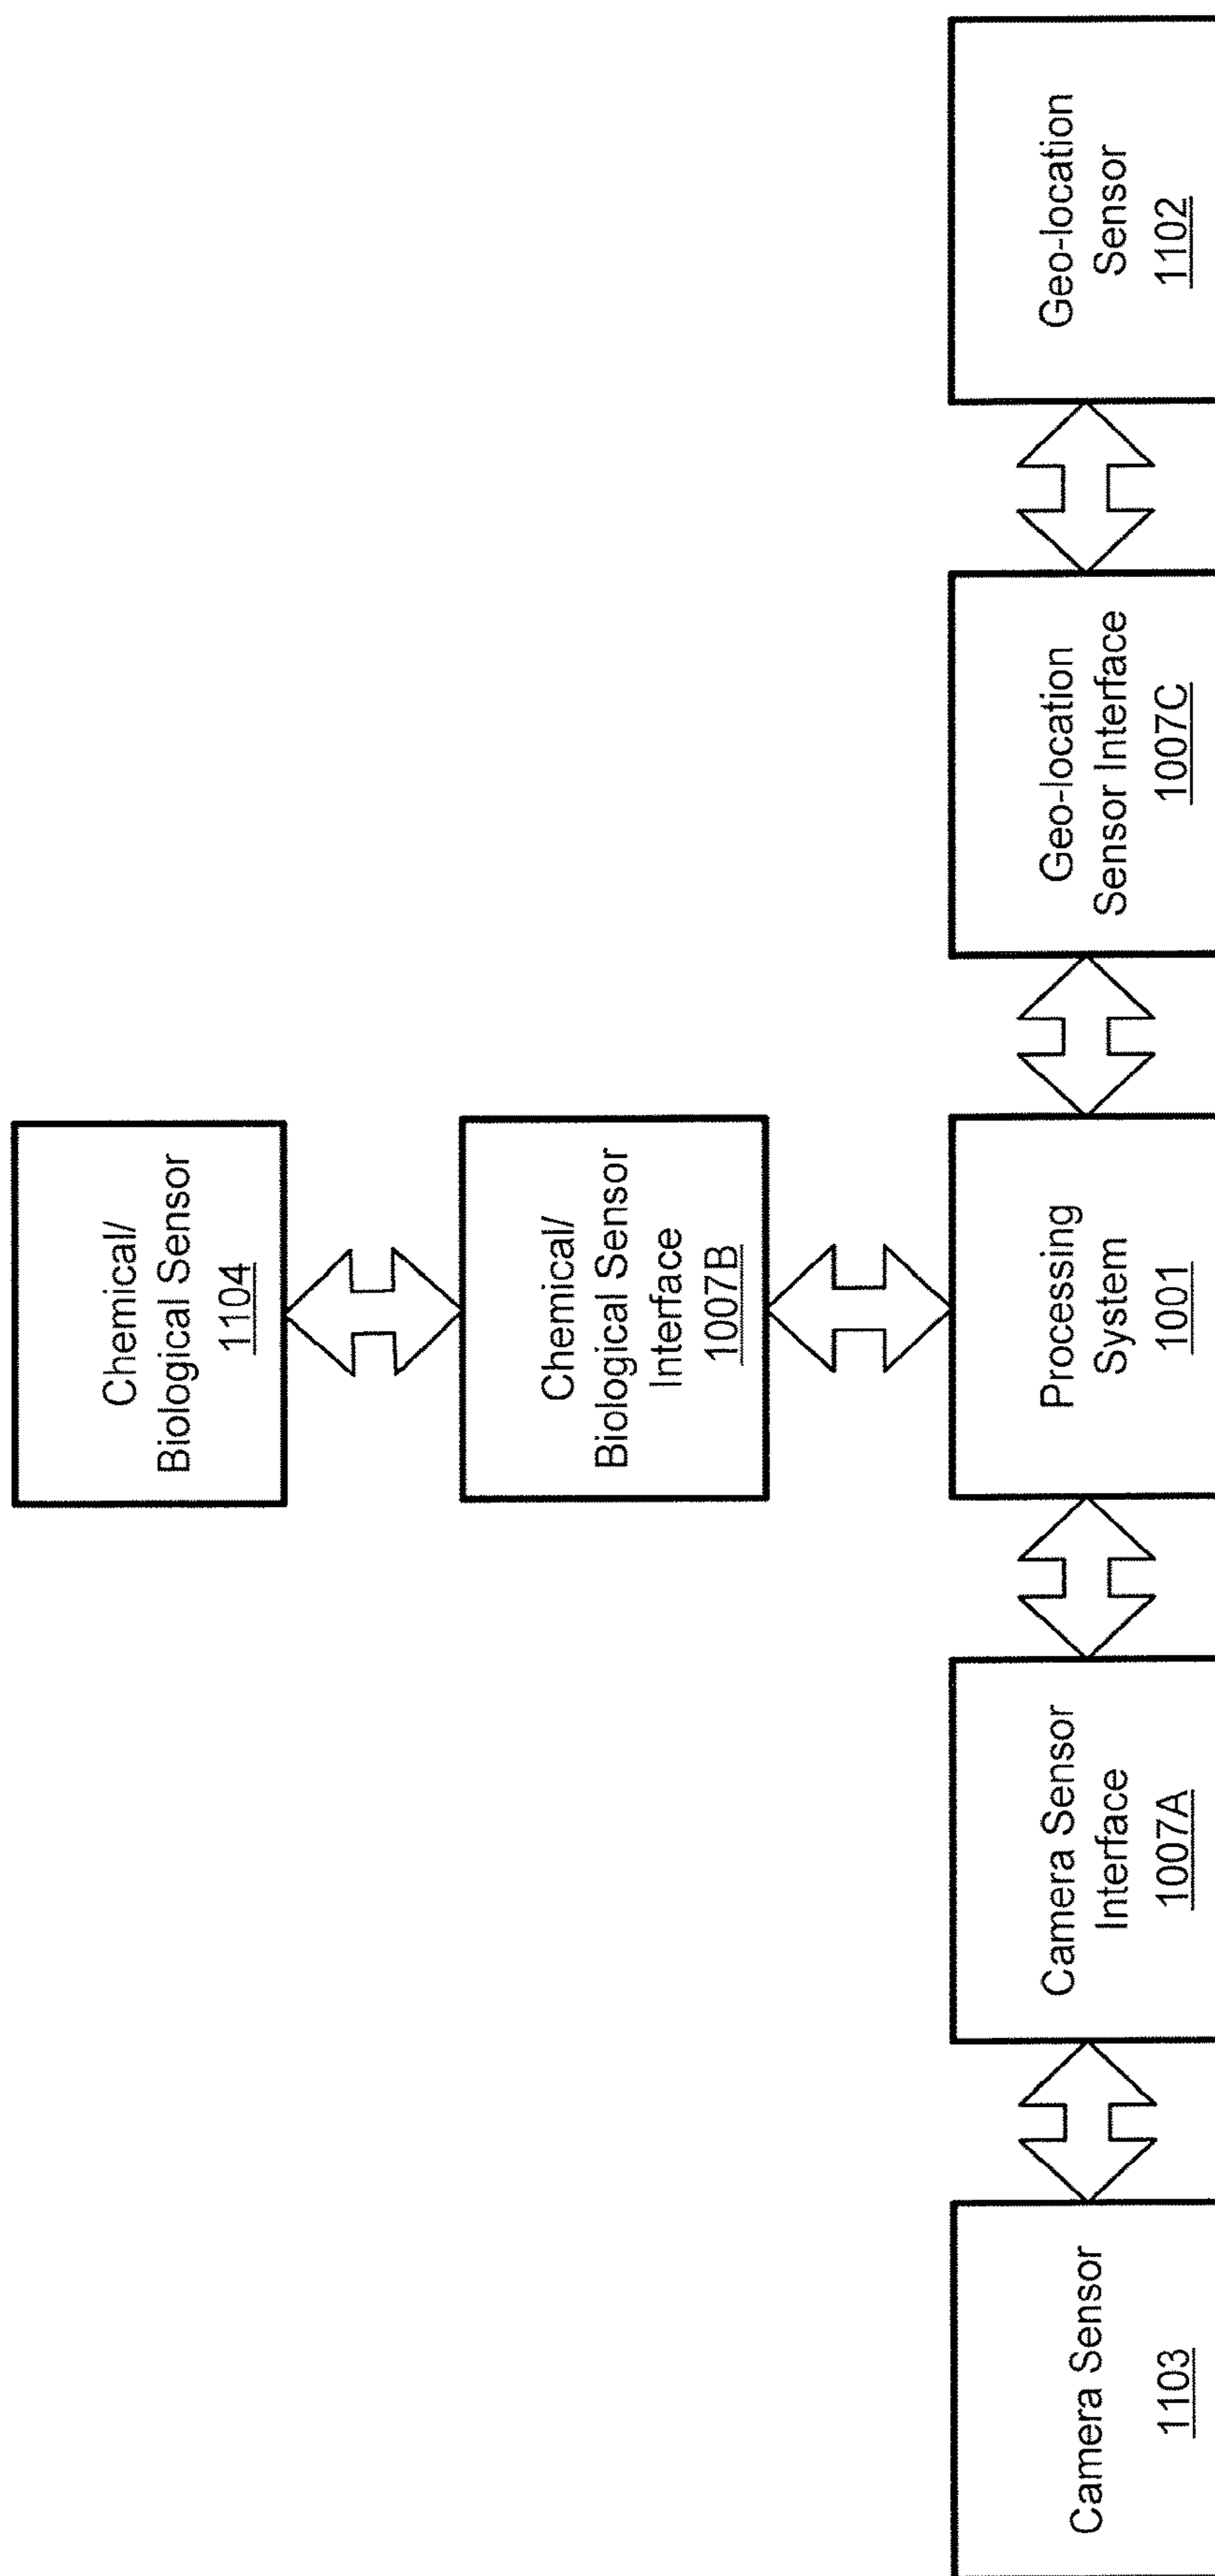 Chemical/
Biological Sensor
1104
Chemical/
Biological Sensor
Interface
1007B
Camera Sensor
1103
Camera Sensor
Interface
1007A
Processing
System
1001
Geo-location
Sensor Interface
1007C
Geo-location
Sensor
1102